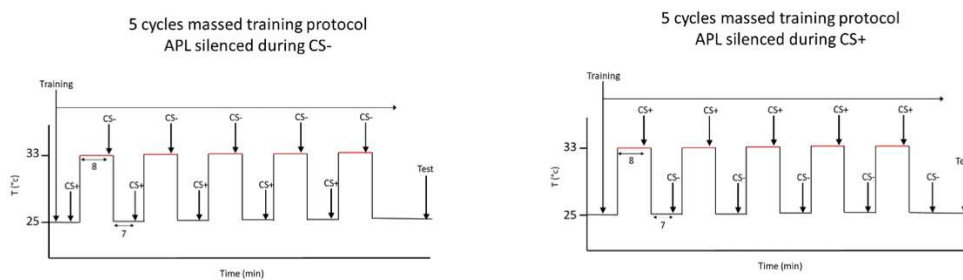 5 cycles massed training protocol
APL silenced during CS-
Training
CS-
CS-
CS-
CS-
CS-
33
8
Test
T (°c)
CS+
CS+
CS+
CS+
CS+
25
7
Time (min)
5 cycles massed training protocol
APL silenced during CS+
Training
CS+
CS+
CS+
CS+
CS+
33
8
T (°c)
CS-
CS-
CS-
CS-
CS-
25
7
Time (min)